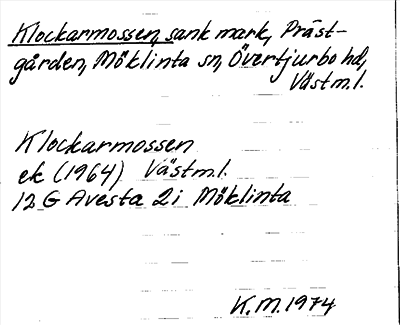 Klockarmossen, sank mark, Präst-
gården, Möklinta sn, Övertjurbo hd,
Västm.l.
Klockarmossen
ek (1964) Västm.l.
12 G Avesta 2i Möklinta
K.M.1974